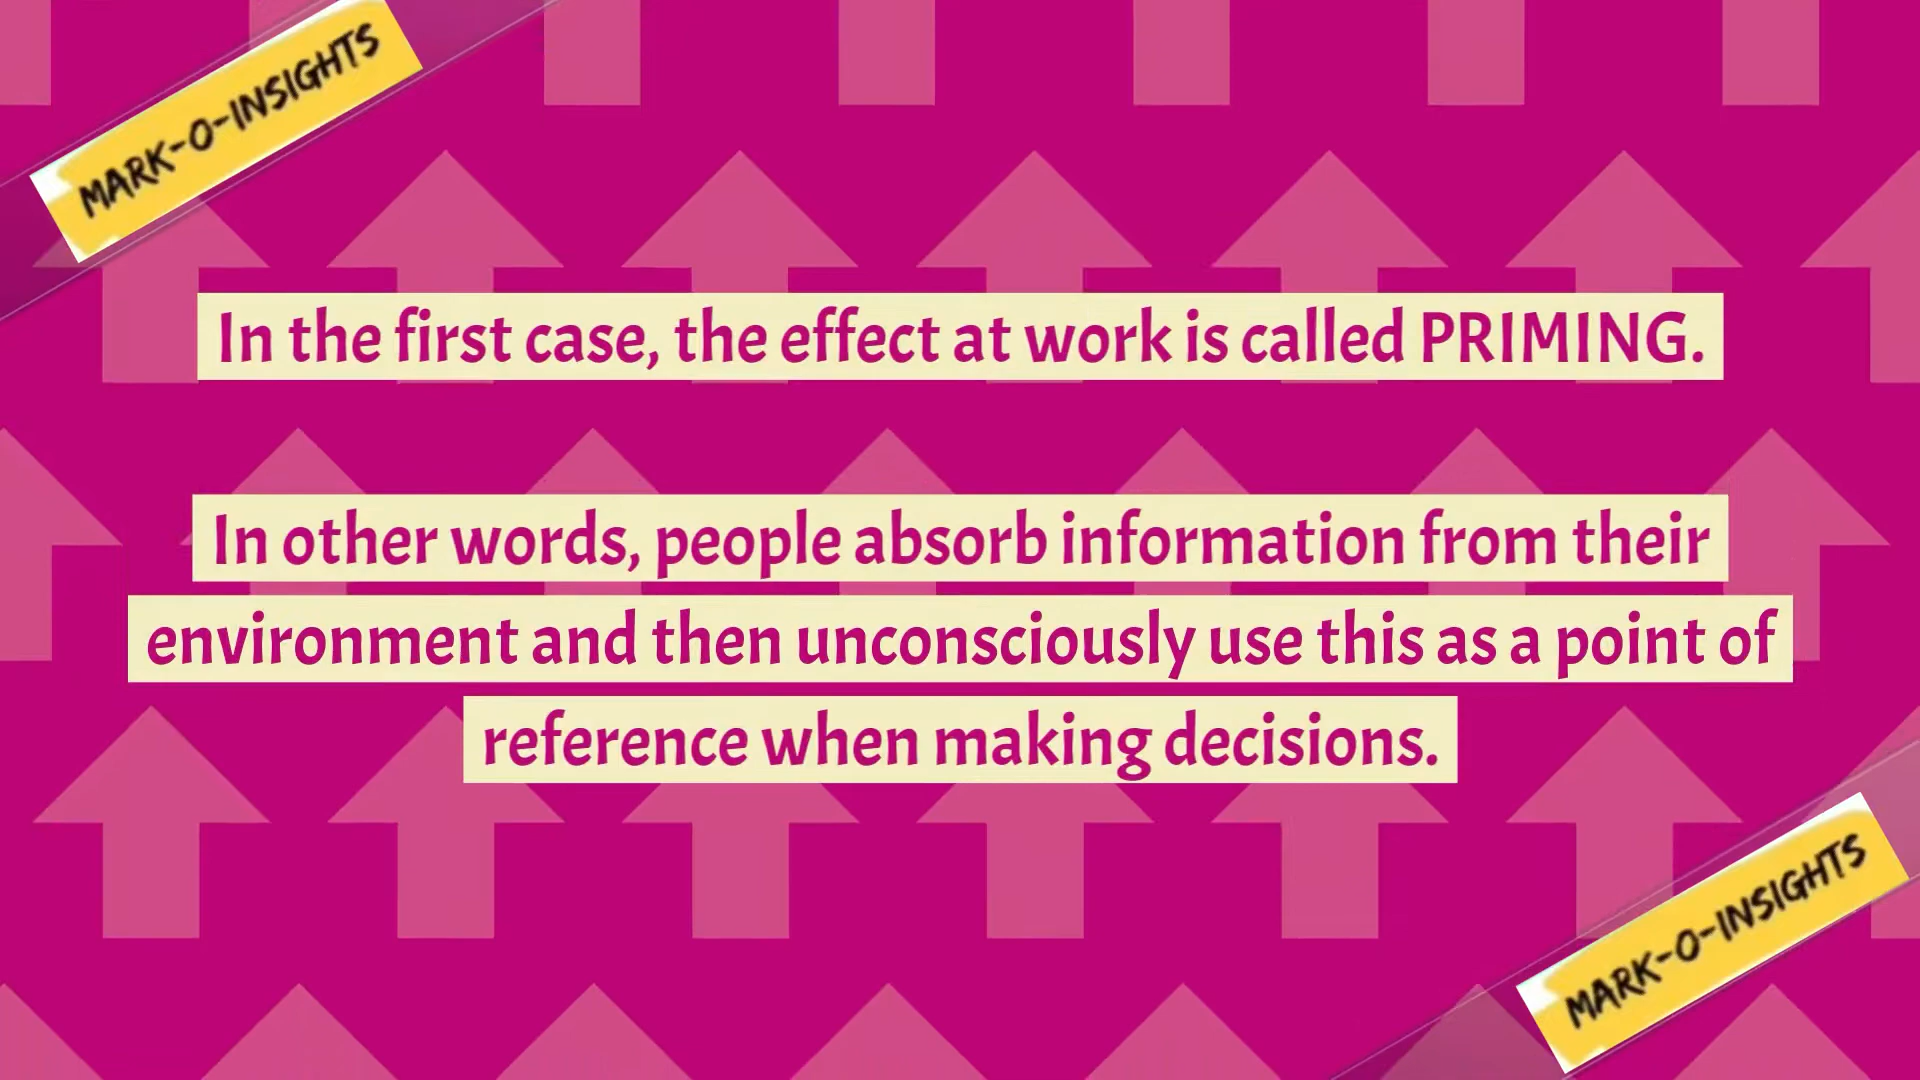 MARK-O-INSIGHTS
In the first case, the effect at work is called PRIMING.
In other words, people absorb information from their
environment and then unconsciously use this as a point of
reference when making decisions.
MARK-O-INSIGHTS